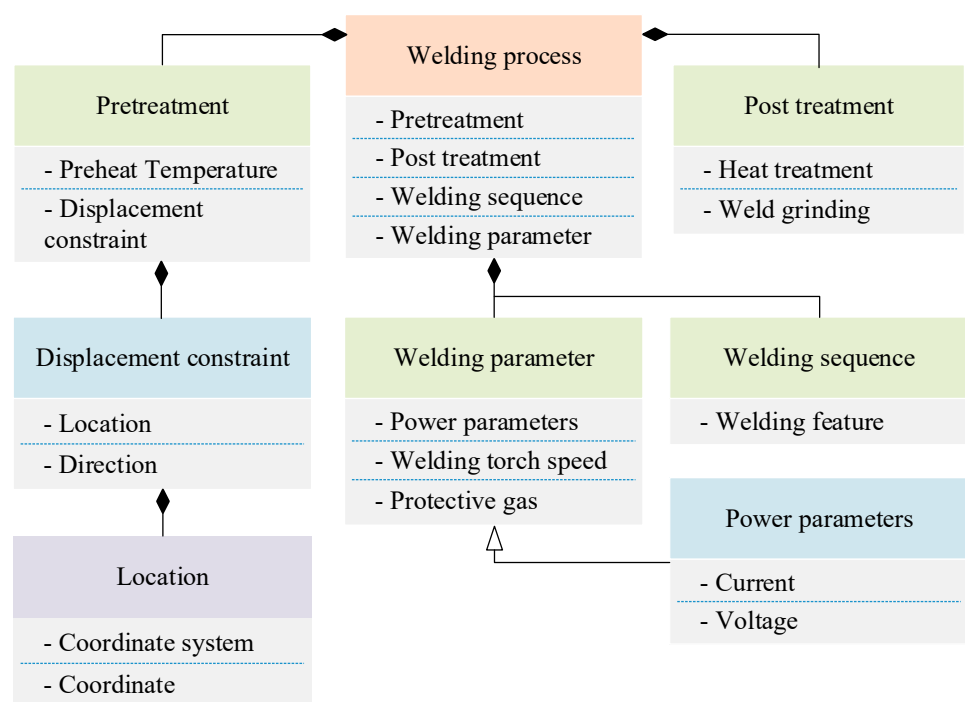 Welding process
- Pretreatment
- Post treatment
- Welding sequence
- Welding parameter
Pretreatment
- Preheat Temperature
- Displacement
constraint
Post treatment
- Heat treatment
- Weld grinding
Displacement constraint
- Location
- Direction
Welding parameter
- Power parameters
- Welding torch speed
- Protective gas
Welding sequence
- Welding feature
Power parameters
- Current
- Voltage
Location
- Coordinate system
- Coordinate